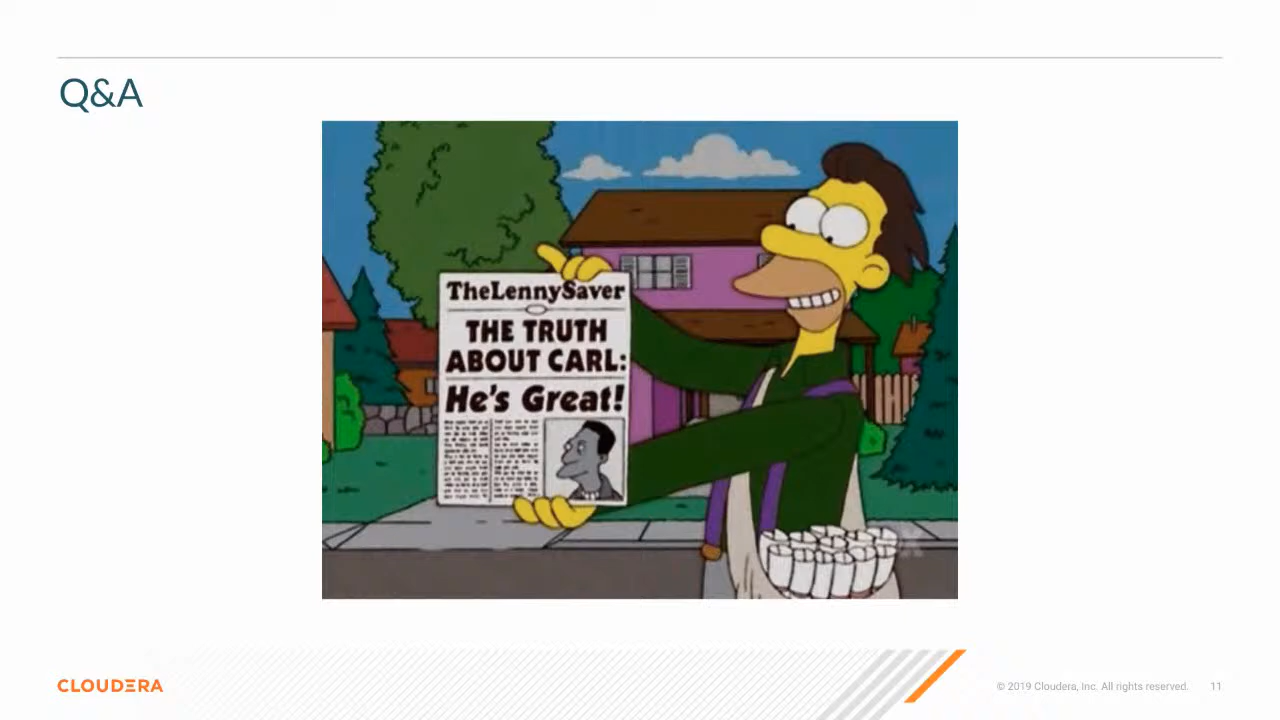 Q&A
TheLennySaver
THE TRUTH
ABOUT CARL:
He's Great!
CLOUDERA
© 2019 Cloudera, Inc. All rights reserved.
11